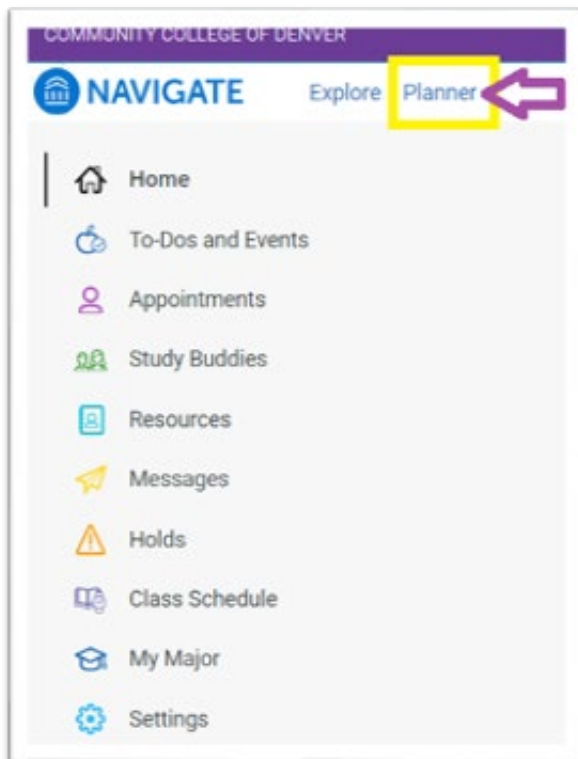 COMMUNITY COLLEGE OF DENVER
NAVIGATE Explore Planner
Home
To-Dos and Events
Appointments
Study Buddies
Resources
Messages
Holds
Class Schedule
My Major
Settings